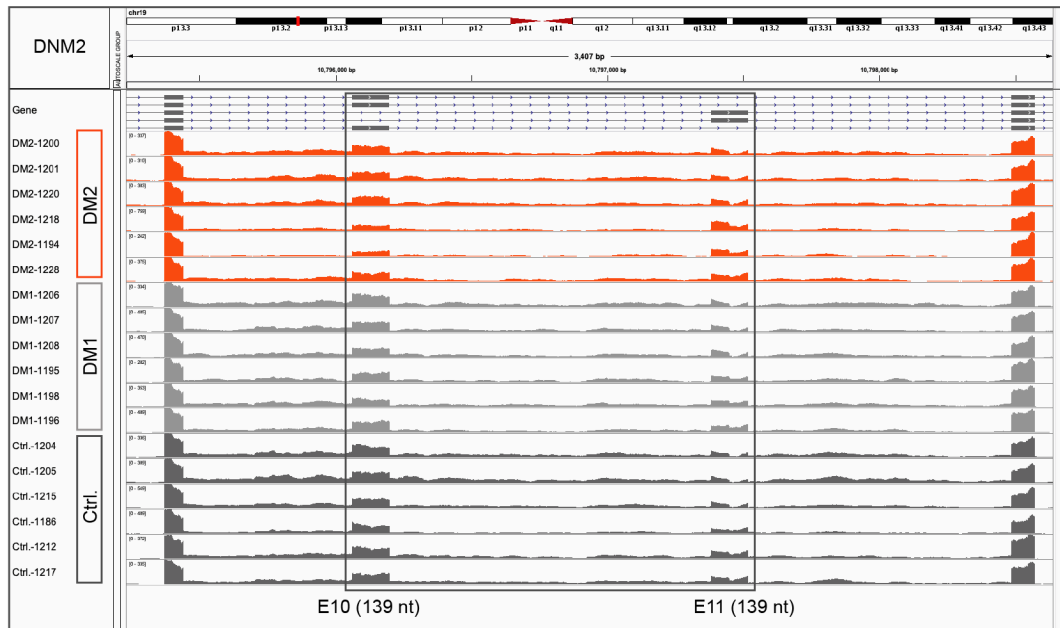 DNM2
AUTOSCALE GROUP
chr19
p13.3 p13.2 p13.13 p13.11 p12 p11 q11 q12 q13.11 q13.12 q13.2 q13.31 q13.32 q13.33 q13.41 q13.42 q13.43
3,407 bp
10,796,000 bp 10,797,000 bp 10,798,000 bp
Gene
DM2
DM2-1200
DM2-1201
DM2-1220
DM2-1218
DM2-1194
DM2-1228
DM1
DM1-1206
DM1-1207
DM1-1208
DM1-1195
DM1-1198
DM1-1196
Ctrl.
Ctrl.-1204
Ctrl.-1205
Ctrl.-1215
Ctrl.-1186
Ctrl.-1212
Ctrl.-1217
E10 (139 nt) E11 (139 nt)